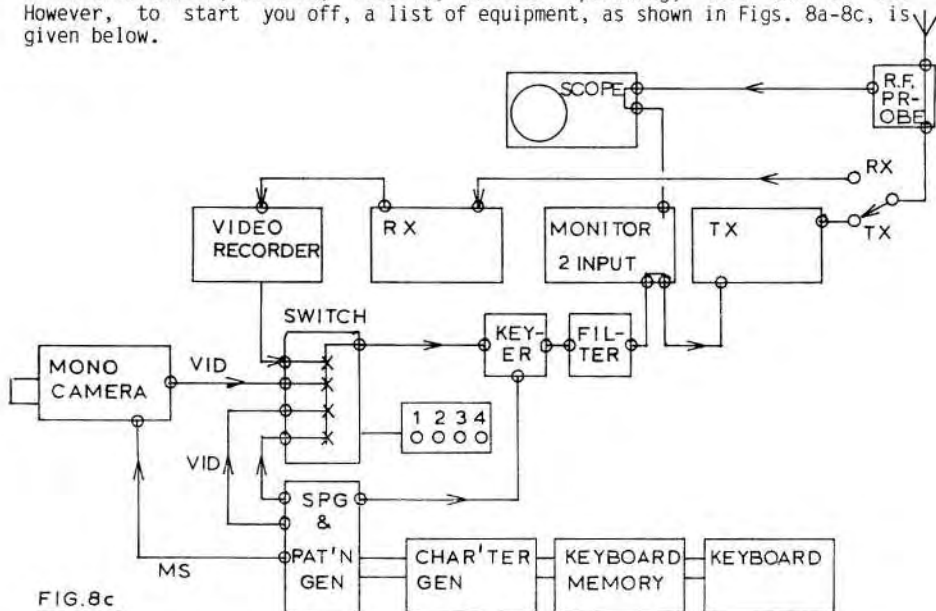 However, to start you off, a list of equipment, as shown in Figs. 8a-8c, is
given below.
SCOPE
R.F.
PR-
OBE
RX
TX
VIDEO
RECORDER
RX
MONITOR
2 INPUT
TX
SWITCH
KEY-
ER
FIL-
TER
MONO
CAMERA
VID
1 2 3 4
VID
SPG
&
PAT'N
GEN
MS
CHAR'TER
GEN
KEYBOARD
MEMORY
KEYBOARD
FIG.8c